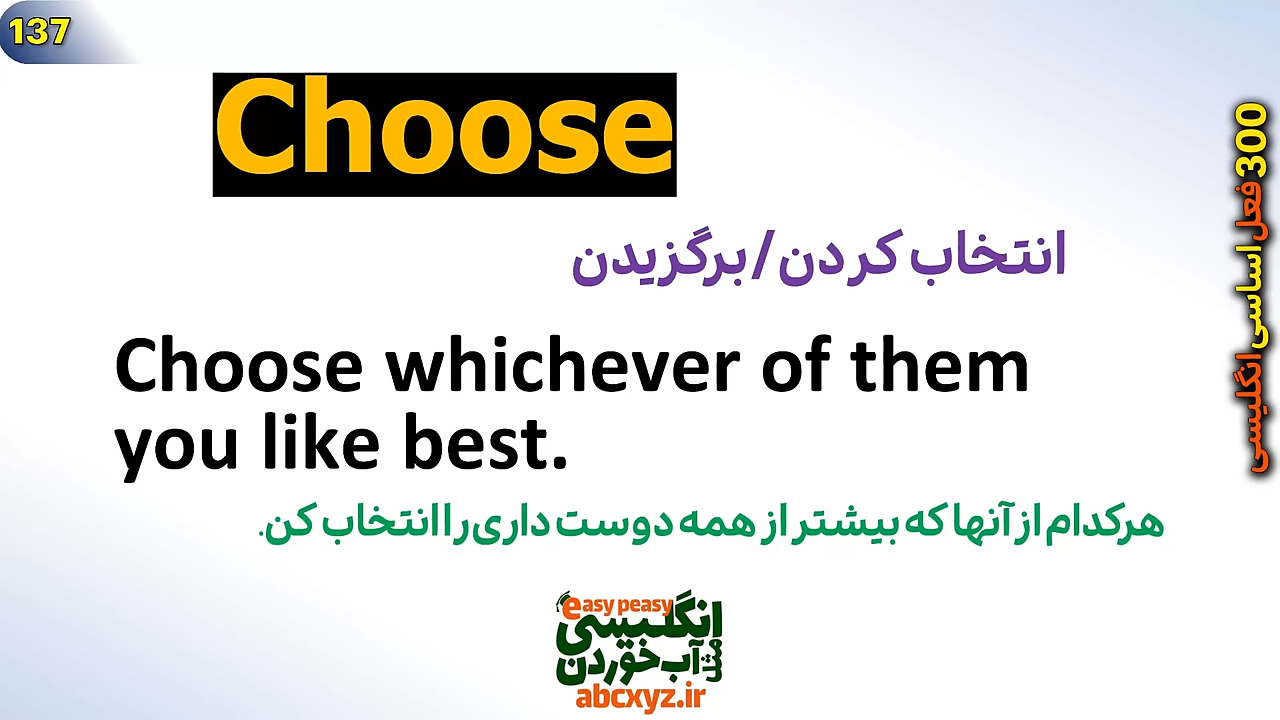 137
Choose
انتخاب کردن/برگزیدن
Choose whichever of them
you like best.
هرکدام از آنها که بیشتر از همه دوست داری را انتخاب کن.
300 فعل اساسی انگلیسی
easy peasy
انگلیسی
مثل
آب خوردن
abcxyz.ir